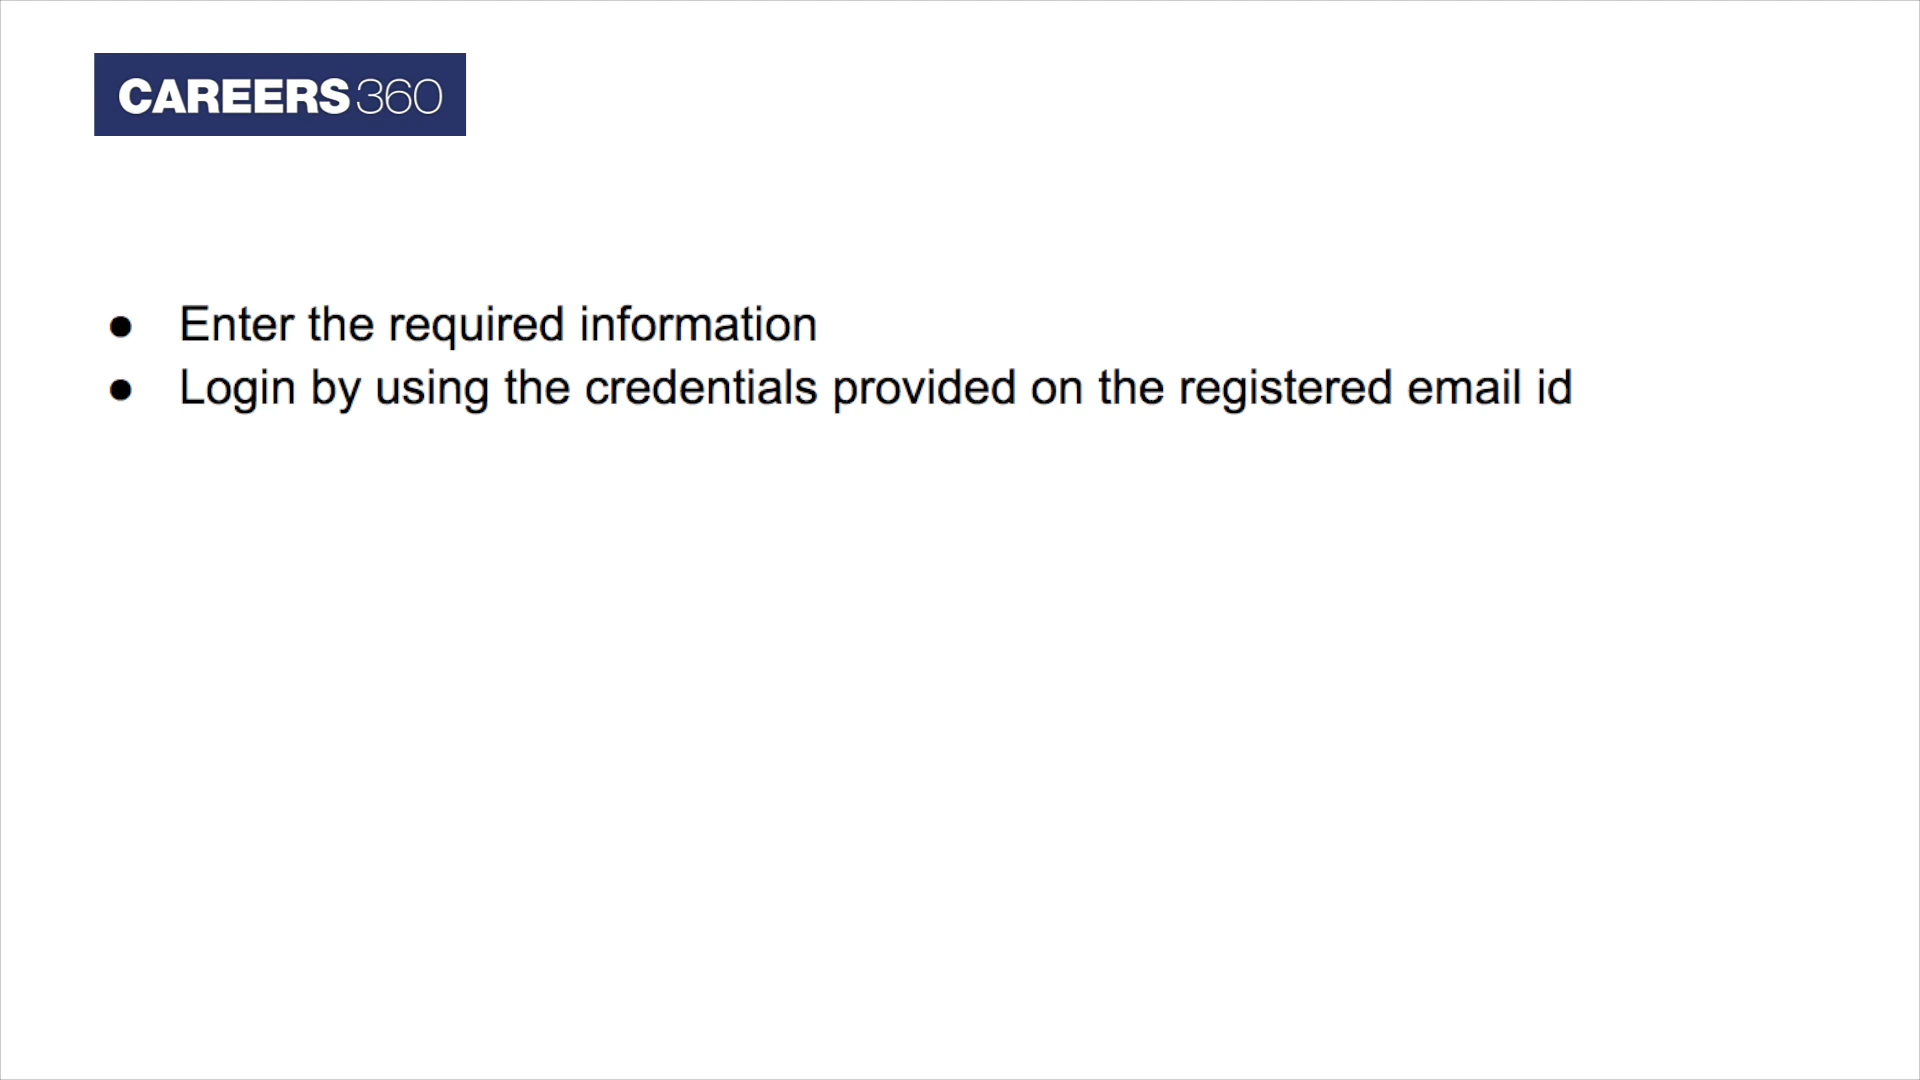 CAREERS360
● Enter the required information
● Login by using the credentials provided on the registered email id